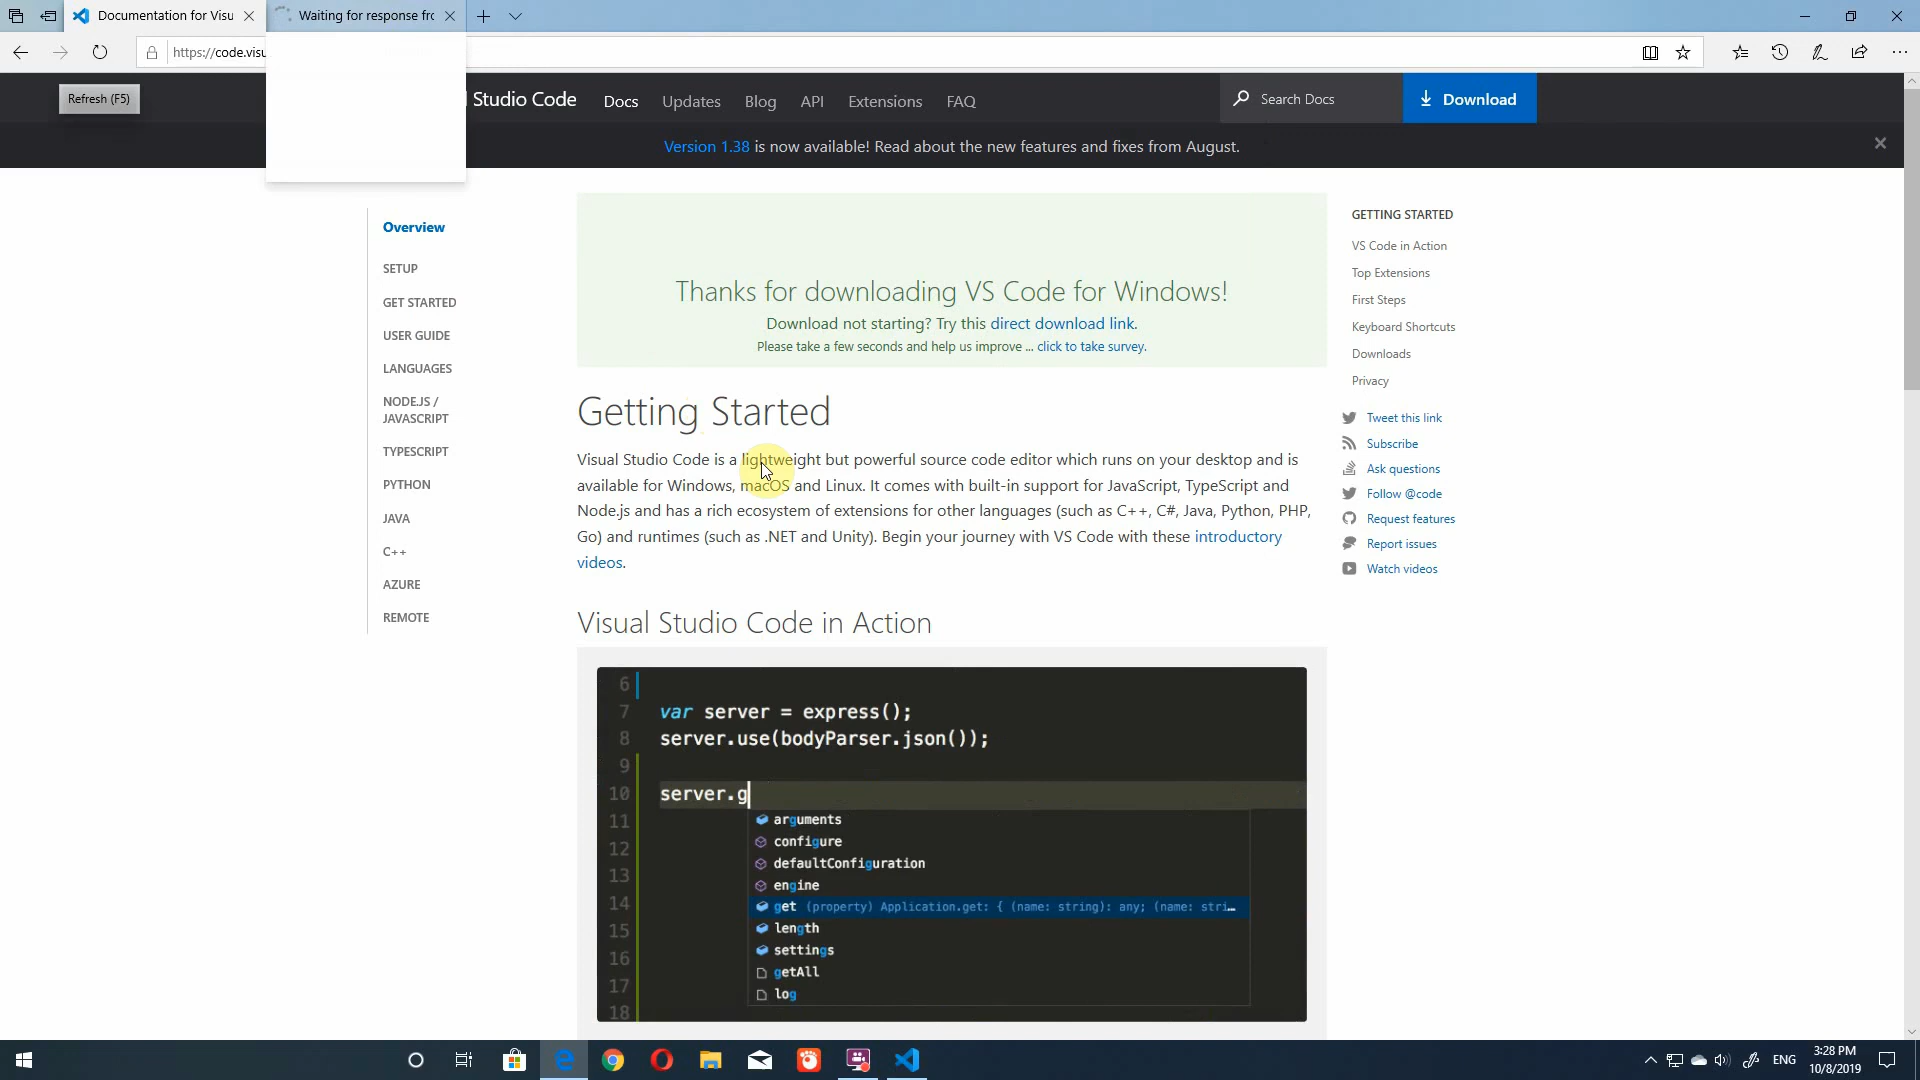 Documentation for Visu
Waiting for response frc
https://code.visu
Refresh (F5)
Studio Code
Docs
Updates
Blog
API
Extensions
FAQ
Search Docs
Download
Version 1.38 is now available! Read about the new features and fixes from August.
Overview
SETUP
GET STARTED
USER GUIDE
LANGUAGES
NODE.JS /
JAVASCRIPT
TYPESCRIPT
PYTHON
JAVA
C++
AZURE
REMOTE
Thanks for downloading VS Code for Windows!
Download not starting? Try this direct download link.
Please take a few seconds and help us improve ... click to take survey.
Getting Started
Visual Studio Code is a lightweight but powerful source code editor which runs on your desktop and is
available for Windows, macOS and Linux. It comes with built-in support for JavaScript, TypeScript and
Node.js and has a rich ecosystem of extensions for other languages (such as C++, C#, Java, Python, PHP,
Go) and runtimes (such as .NET and Unity). Begin your journey with VS Code with these introductory
videos.
Visual Studio Code in Action
6
7 var server = express();
8 server.use(bodyParser.json());
9
10 server.g
11 arguments
12 configure
13 defaultConfiguration
engine
14 get (property) Application.get: { (name: string): any; (name: stri…
15 length
16 settings
17 getAll
18 log
GETTING STARTED
VS Code in Action
Top Extensions
First Steps
Keyboard Shortcuts
Downloads
Privacy
Tweet this link
Subscribe
Ask questions
Follow @code
Request features
Report issues
Watch videos
ENG
3:28 PM
10/8/2019